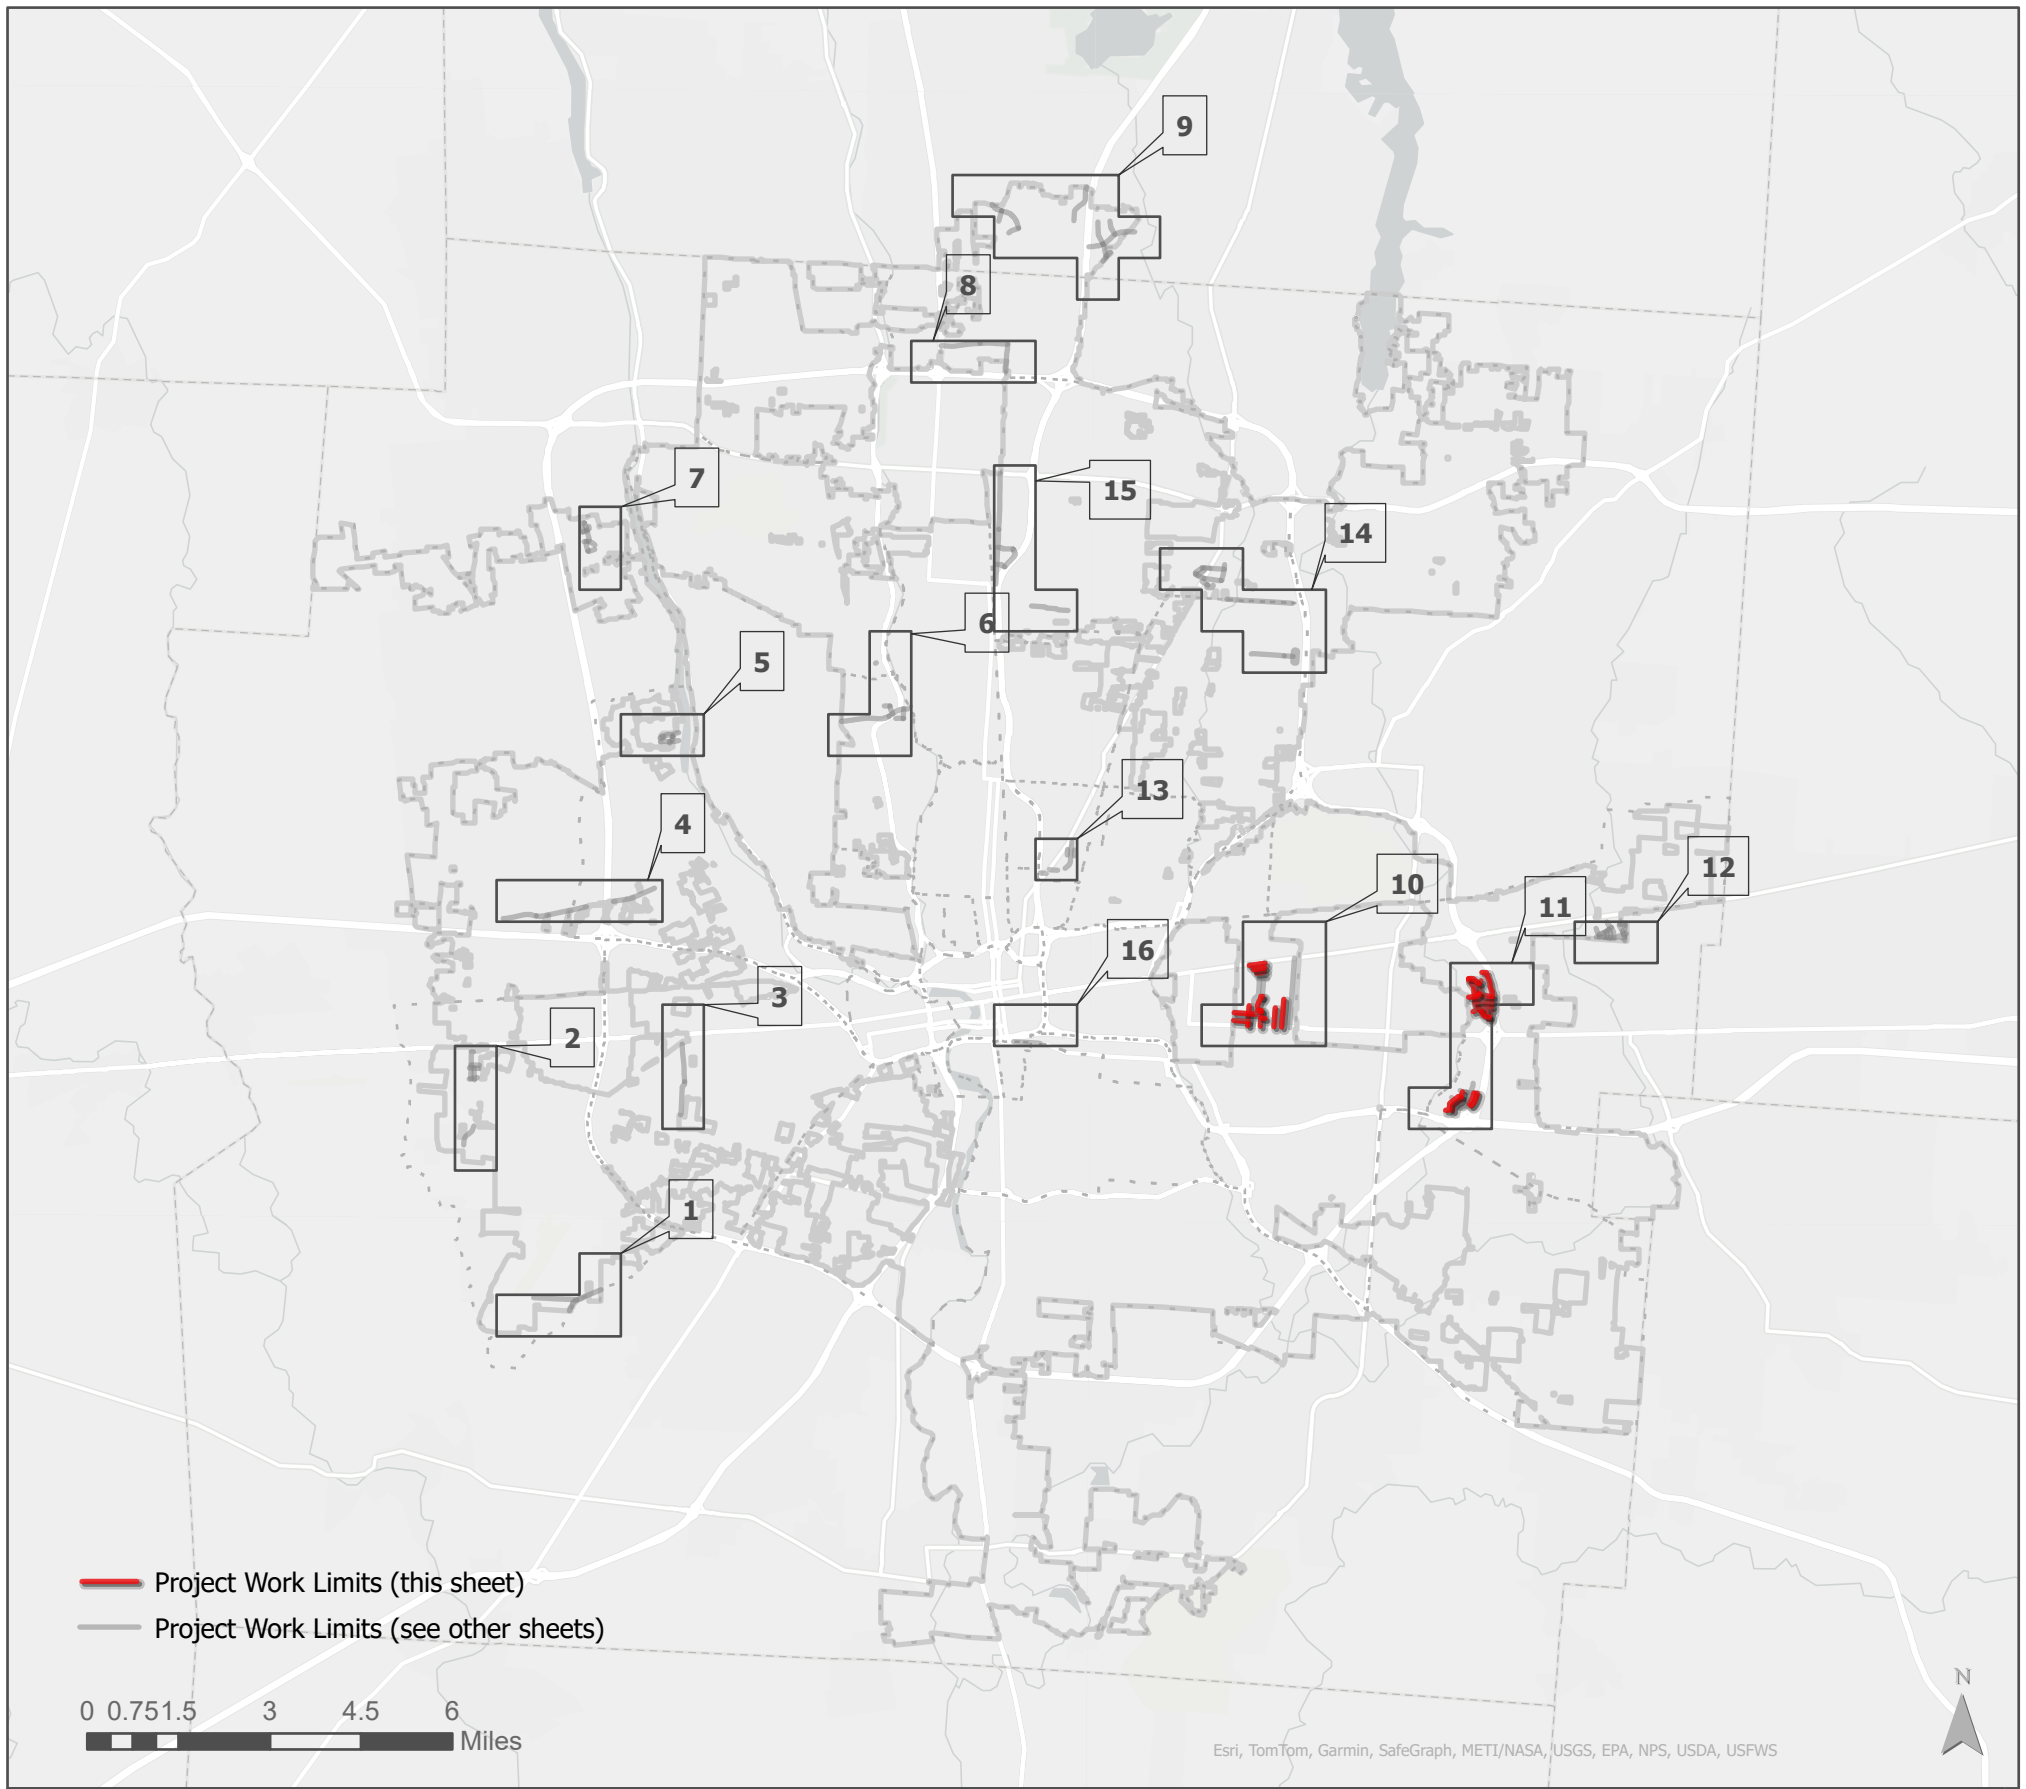 9
8
7
15
14
6
5
13
4
12
10
11
16
3
2
1
Project Work Limits (this sheet)
Project Work Limits (see other sheets)
0 0.75 1.5 3 4.5 6
Miles
N
Esri, TomTom, Garmin, SafeGraph, METI/NASA, USGS, EPA, NPS, USDA, USFWS